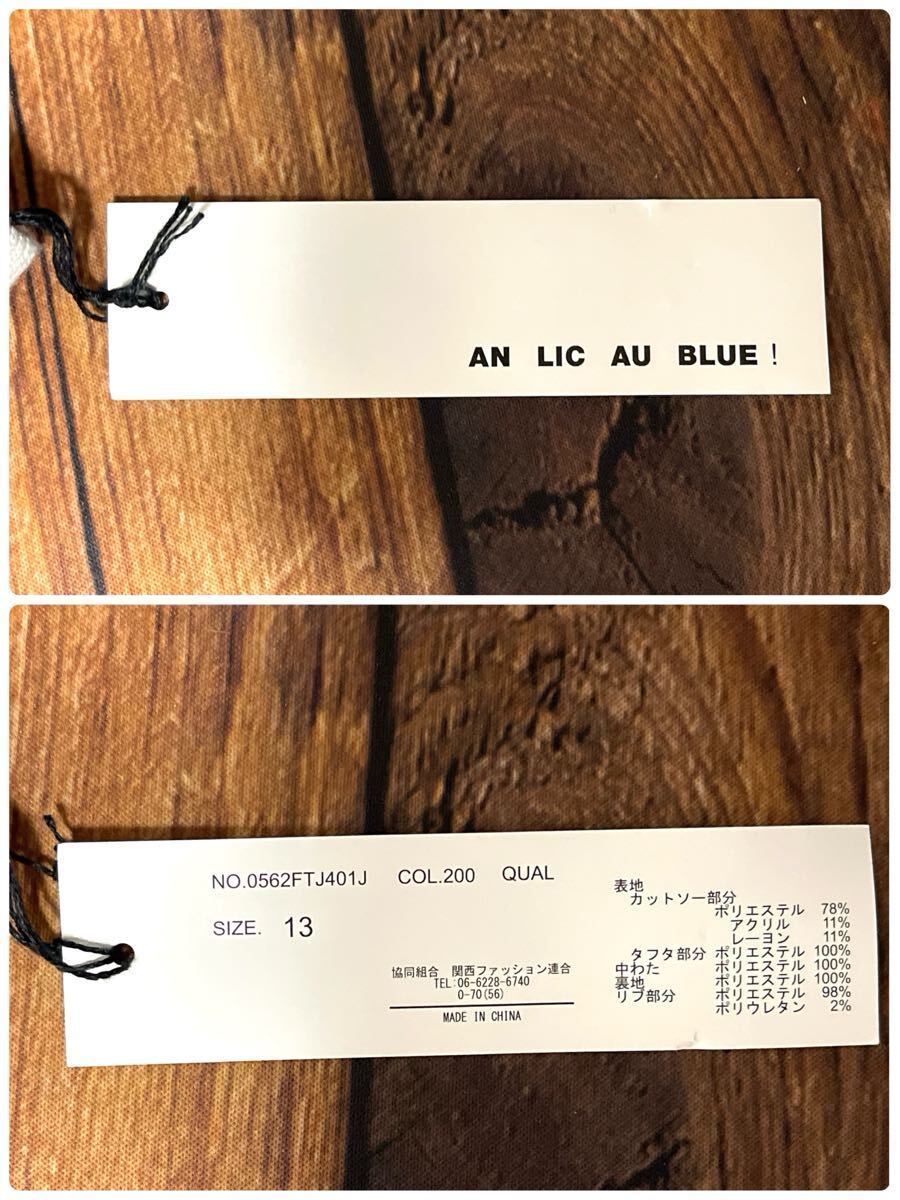 AN LIC AU BLUE !
NO.0562FTJ401J COL.200 QUAL
SIZE. 13
協同組合 関西ファッション連合
TEL:06-6228-6740
0-70(56)
MADE IN CHINA
表地
カットソー部分
ポリエステル 78%
アクリル 11%
レーヨン 11%
タフタ部分 ポリエステル 100%
中わた ポリエステル 100%
裏地 ポリエステル 100%
リブ部分 ポリエステル 98%
ポリウレタン 2%